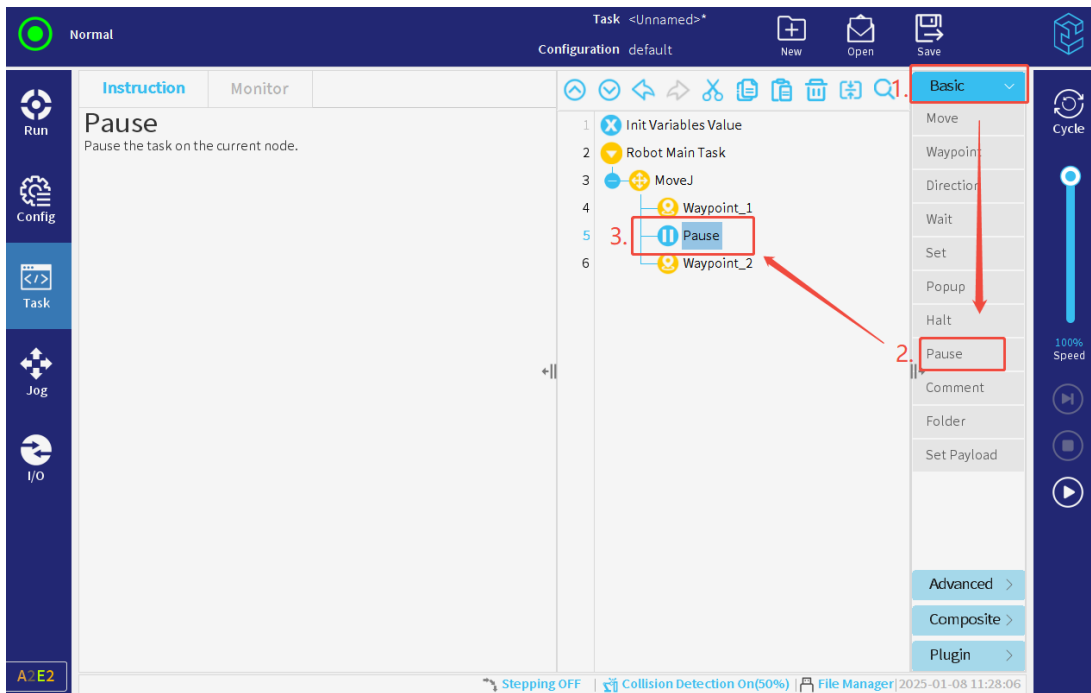 Normal
Task <Unnamed>*
Configuration default
New
Open
Save
Run
Config
Task
Jog
I/O
A2E2
Instruction
Monitor
Pause
Pause the task on the current node.
1 Init Variables Value
2 Robot Main Task
3 MoveJ
4 Waypoint_1
5 3. Pause
6 Waypoint_2
1. Basic
Move
Waypoint
Direction
Wait
Set
Popup
Halt
2. Pause
Comment
Folder
Set Payload
Advanced
Composite
Plugin
Cycle
100%
Speed
Stepping OFF | Collision Detection On(50%) | File Manager | 2025-01-08 11:28:06